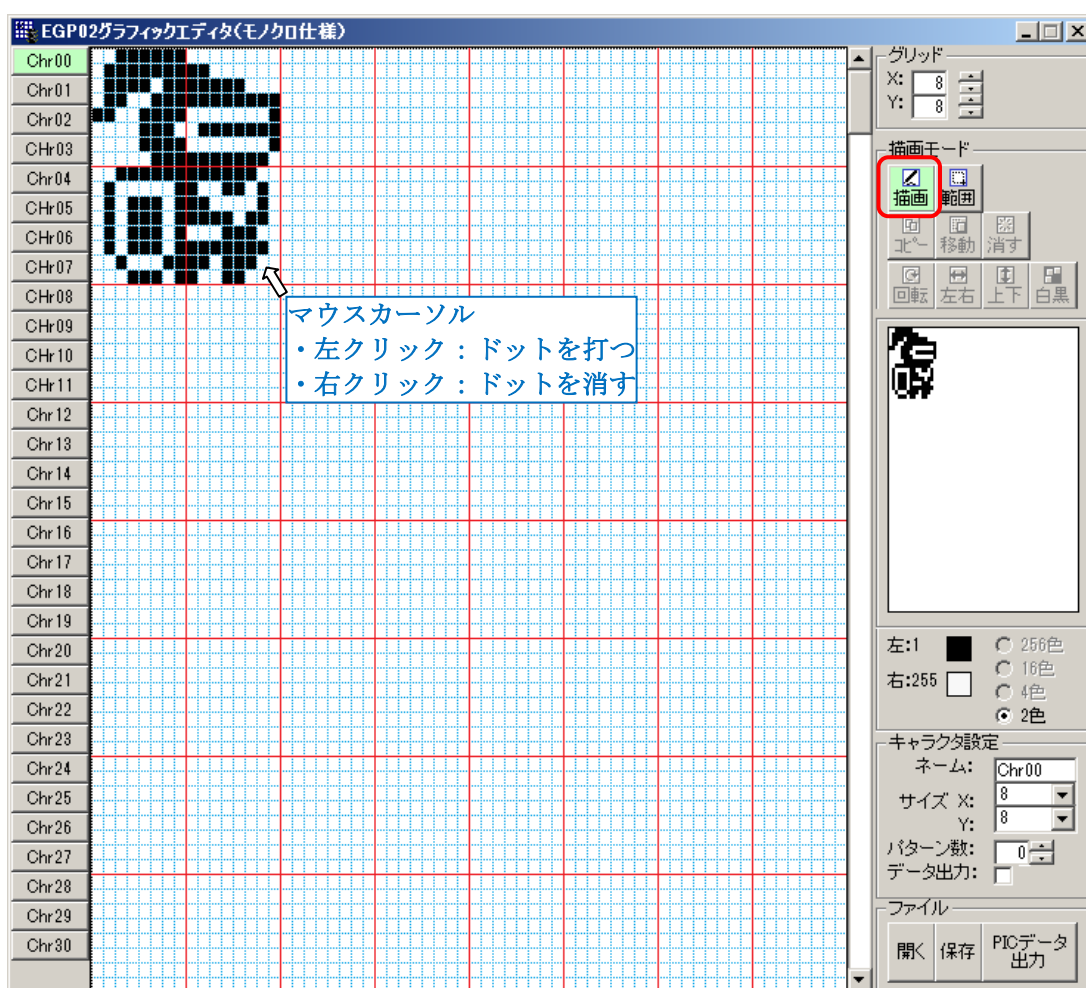 EGP02グラフィックエディタ(モノクロ仕様)
Chr00
Chr01
Chr02
CHr03
Chr04
CHr05
CHr06
CHr07
CHr08
CHr09
CHr10
CHr11
Chr12
Chr13
Chr14
Chr15
Chr16
Chr17
Chr18
Chr19
Chr20
Chr21
Chr22
Chr23
Chr24
Chr25
Chr26
Chr27
Chr28
Chr29
Chr30
マウスカーソル
・左クリック：ドットを打つ
・右クリック：ドットを消す
グリッド
X: 8
Y: 8
描画モード
描画 範囲
コピー 移動 消す
回転 左右 上下 白黒
左:1
右:255
256色
16色
4色
2色
キャラクタ設定
ネーム: Chr00
サイズ X: 8
Y: 8
パターン数: 0
データ出力:
ファイル
開く 保存 PICデータ
出力